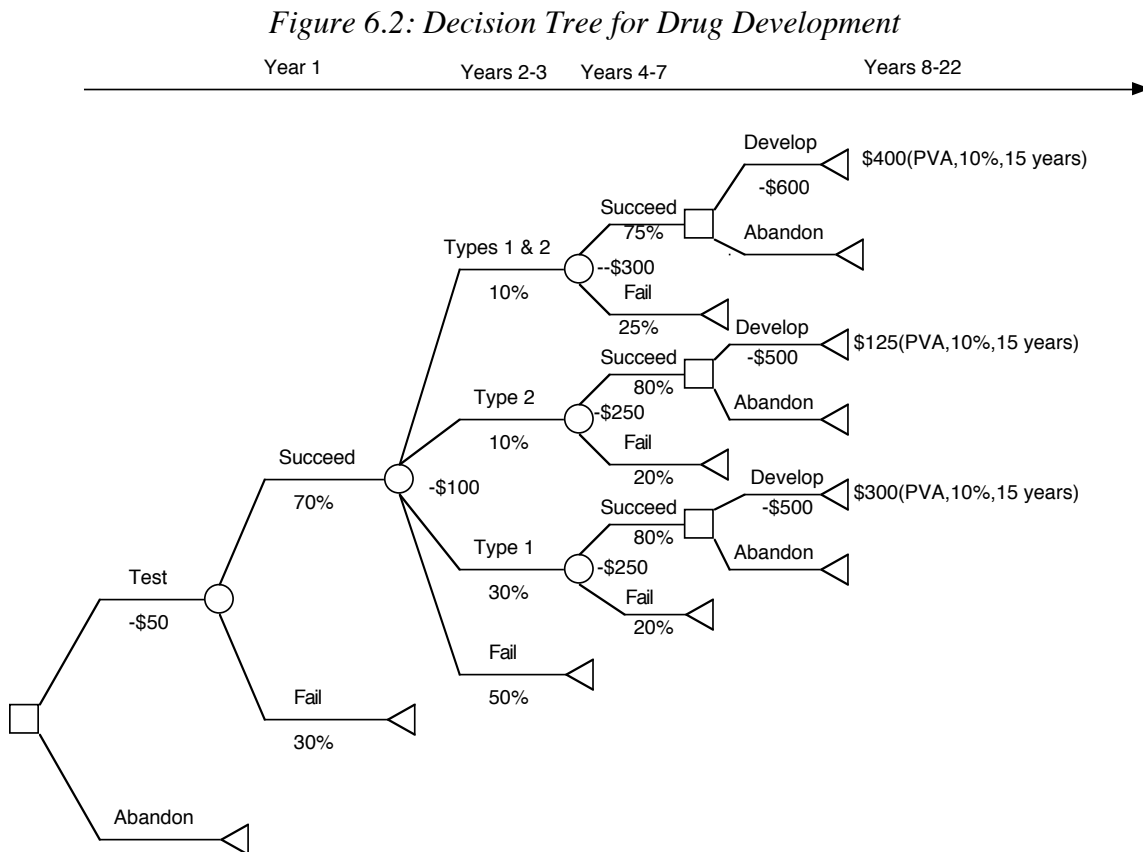 Figure 6.2: Decision Tree for Drug Development
Year 1
Years 2-3
Years 4-7
Years 8-22
Develop
$400(PVA,10%,15 years)
-$600
Succeed
75%
Abandon
Types 1 & 2
10%
--$300
Fail
25%
Develop
$125(PVA,10%,15 years)
-$500
Succeed
80%
Abandon
Type 2
10%
-$250
Fail
20%
Succeed
70%
-$100
Develop
$300(PVA,10%,15 years)
-$500
Succeed
80%
Abandon
Type 1
30%
-$250
Fail
20%
Test
-$50
Fail
50%
Fail
30%
Abandon